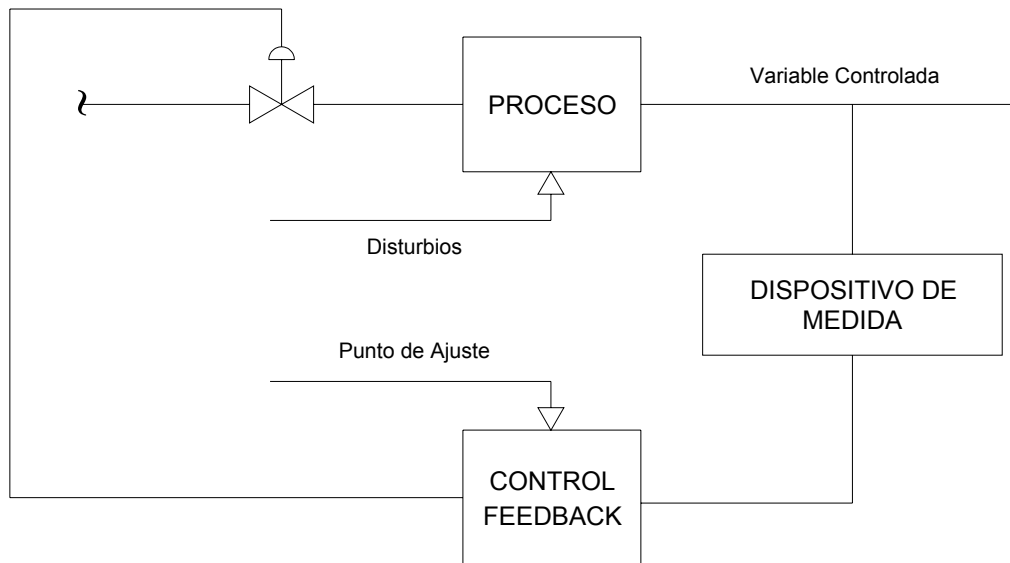 Variable Controlada
PROCESO
Disturbios
DISPOSITIVO DE
MEDIDA
Punto de Ajuste
CONTROL
FEEDBACK